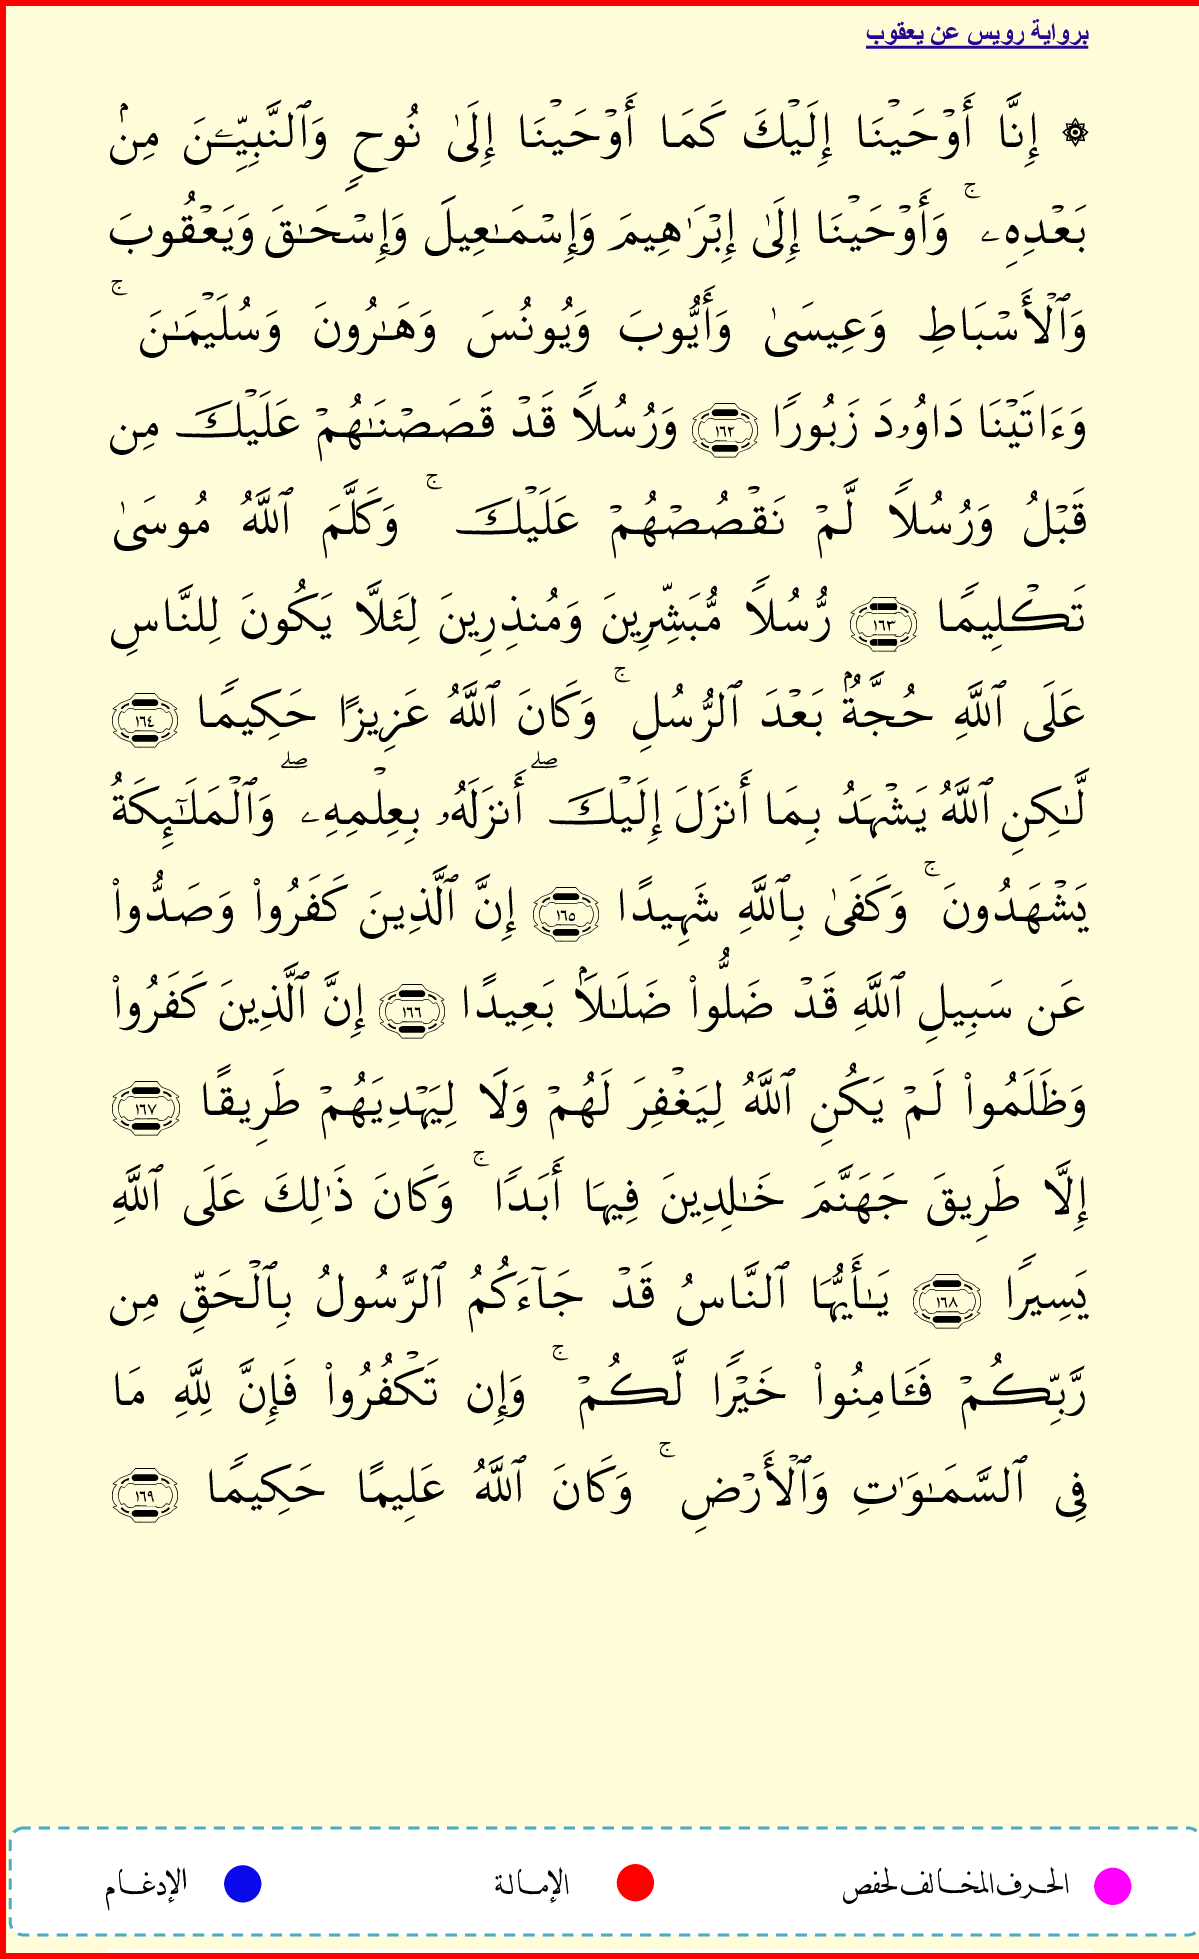 برواية رويس عن يعقوب
۞ إِنَّا أَوۡحَيۡنَا إِلَيۡكَ كَمَا أَوۡحَيۡنَا إِلَىٰ نُوحٖ وَٱلنَّبِيِّـۧنَ مِنۢ
بَعۡدِهِۦۚ وَأَوۡحَيۡنَا إِلَىٰ إِبۡرَٰهِيمَ وَإِسۡمَٰعِيلَ وَإِسۡحَٰقَ وَيَعۡقُوبَ
وَٱلۡأَسۡبَاطِ وَعِيسَىٰ وَأَيُّوبَ وَيُونُسَ وَهَٰرُونَ وَسُلَيۡمَٰنَۚ
وَءَاتَيۡنَا دَاوُۥدَ زَبُورٗا ١٦٢ وَرُسُلٗا قَدۡ قَصَصۡنَٰهُمۡ عَلَيۡكَ مِن
قَبۡلُ وَرُسُلٗا لَّمۡ نَقۡصُصۡهُمۡ عَلَيۡكَۚ وَكَلَّمَ ٱللَّهُ مُوسَىٰ
تَكۡلِيمٗا ١٦٣ رُّسُلٗا مُّبَشِّرِينَ وَمُنذِرِينَ لِئَلَّا يَكُونَ لِلنَّاسِ
عَلَى ٱللَّهِ حُجَّةُۢ بَعۡدَ ٱلرُّسُلِۚ وَكَانَ ٱللَّهُ عَزِيزًا حَكِيمٗا ١٦٤
لَّٰكِنِ ٱللَّهُ يَشۡهَدُ بِمَا أَنزَلَ إِلَيۡكَۖ أَنزَلَهُۥ بِعِلۡمِهِۦۖ وَٱلۡمَلَٰٓئِكَةُ
يَشۡهَدُونَۚ وَكَفَىٰ بِٱللَّهِ شَهِيدًا ١٦٥ إِنَّ ٱلَّذِينَ كَفَرُواْ وَصَدُّواْ
عَن سَبِيلِ ٱللَّهِ قَدۡ ضَلُّواْ ضَلَٰلَۢا بَعِيدًا ١٦٦ إِنَّ ٱلَّذِينَ كَفَرُواْ
وَظَلَمُواْ لَمۡ يَكُنِ ٱللَّهُ لِيَغۡفِرَ لَهُمۡ وَلَا لِيَهۡدِيَهُمۡ طَرِيقًا ١٦٧
إِلَّا طَرِيقَ جَهَنَّمَ خَٰلِدِينَ فِيهَا أَبَدٗاۚ وَكَانَ ذَٰلِكَ عَلَى ٱللَّهِ
يَسِيرٗا ١٦٨ يَٰأَيُّهَا ٱلنَّاسُ قَدۡ جَآءَكُمُ ٱلرَّسُولُ بِٱلۡحَقِّ مِن
رَّبِّكُمۡ فَـَٔامِنُواْ خَيۡرٗا لَّكُمۡۚ وَإِن تَكۡفُرُواْ فَإِنَّ لِلَّهِ مَا
فِي ٱلسَّمَٰوَٰتِ وَٱلۡأَرۡضِۚ وَكَانَ ٱللَّهُ عَلِيمًا حَكِيمٗا ١٦٩
الحرف المخالف لحفص الإمالة الإدغام